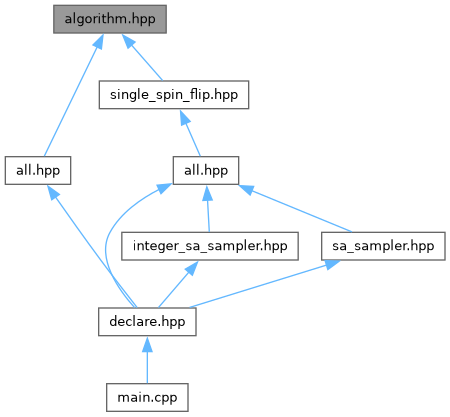 algorithm.hpp
single_spin_flip.hpp
all.hpp
all.hpp
integer_sa_sampler.hpp
sa_sampler.hpp
declare.hpp
main.cpp